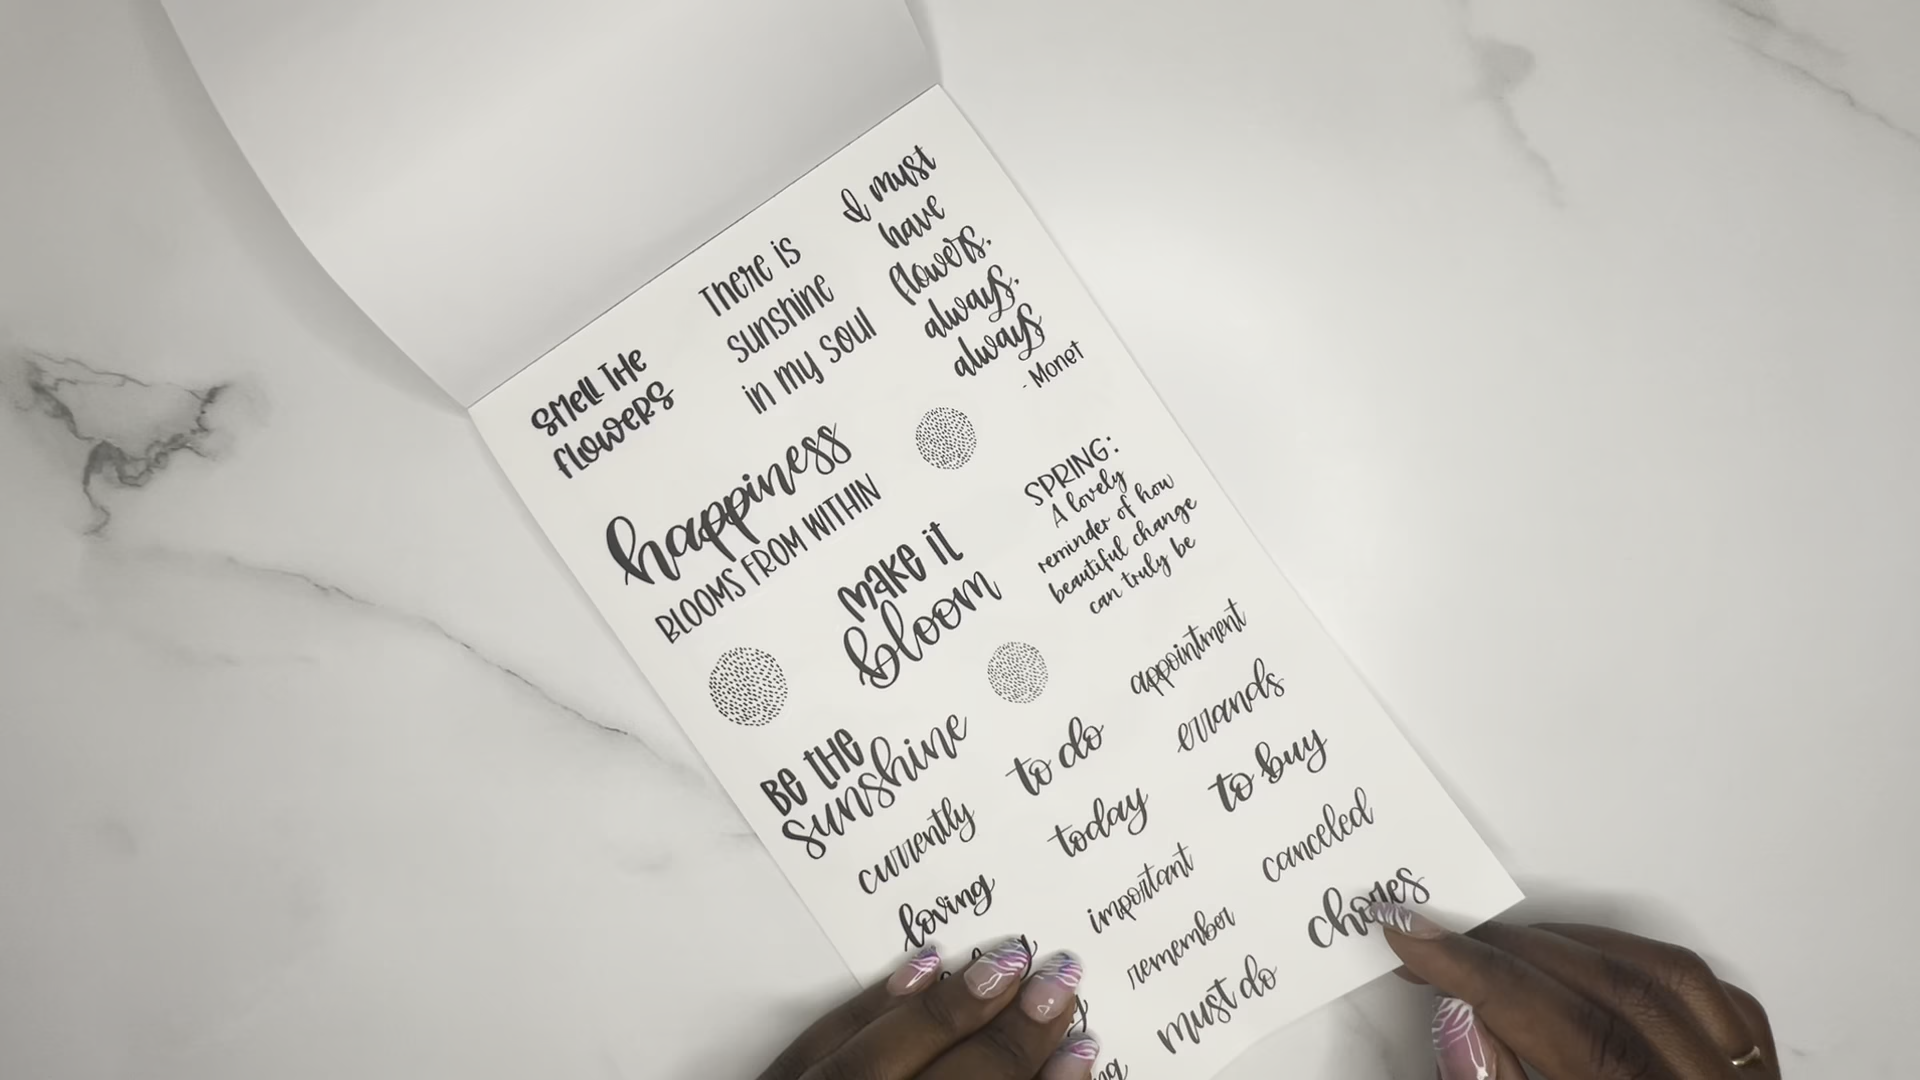 I must
have
flowers.
always.
always
- Monet
There is
sunshine
in my soul
SMELL THE
FLOWERS
happiness
BLOOMS FROM WITHIN
SPRING:
A lovely
reminder of how
beautiful change
can truly be
make it
bloom
Be THE
sunshine
appointment
errands
to buy
canceled
chores
to do
today
important
remember
must do
currently
loving